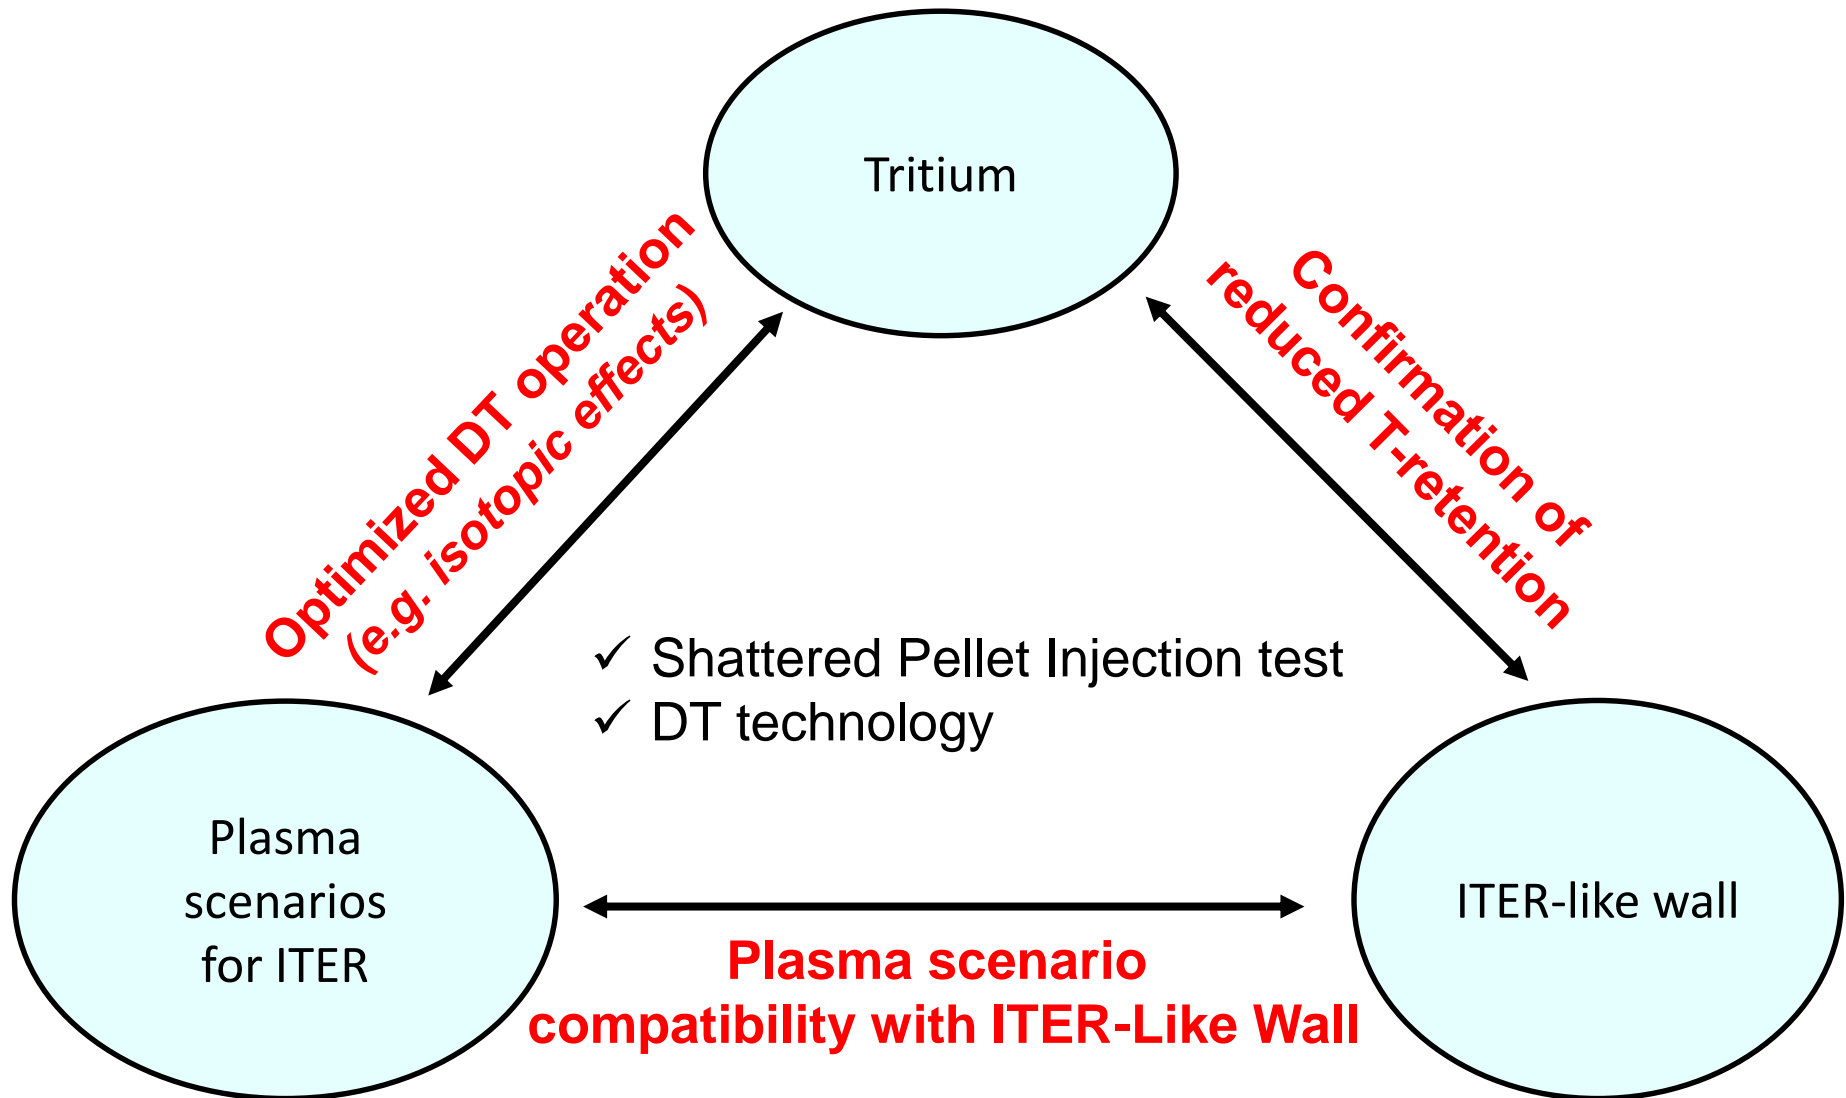 Tritium
Optimized DT operation
(e.g. isotopic effects)
Confirmation of
reduced T-retention
✓ Shattered Pellet Injection test
✓ DT technology
Plasma
scenarios
for ITER
ITER-like wall
Plasma scenario
compatibility with ITER-Like Wall